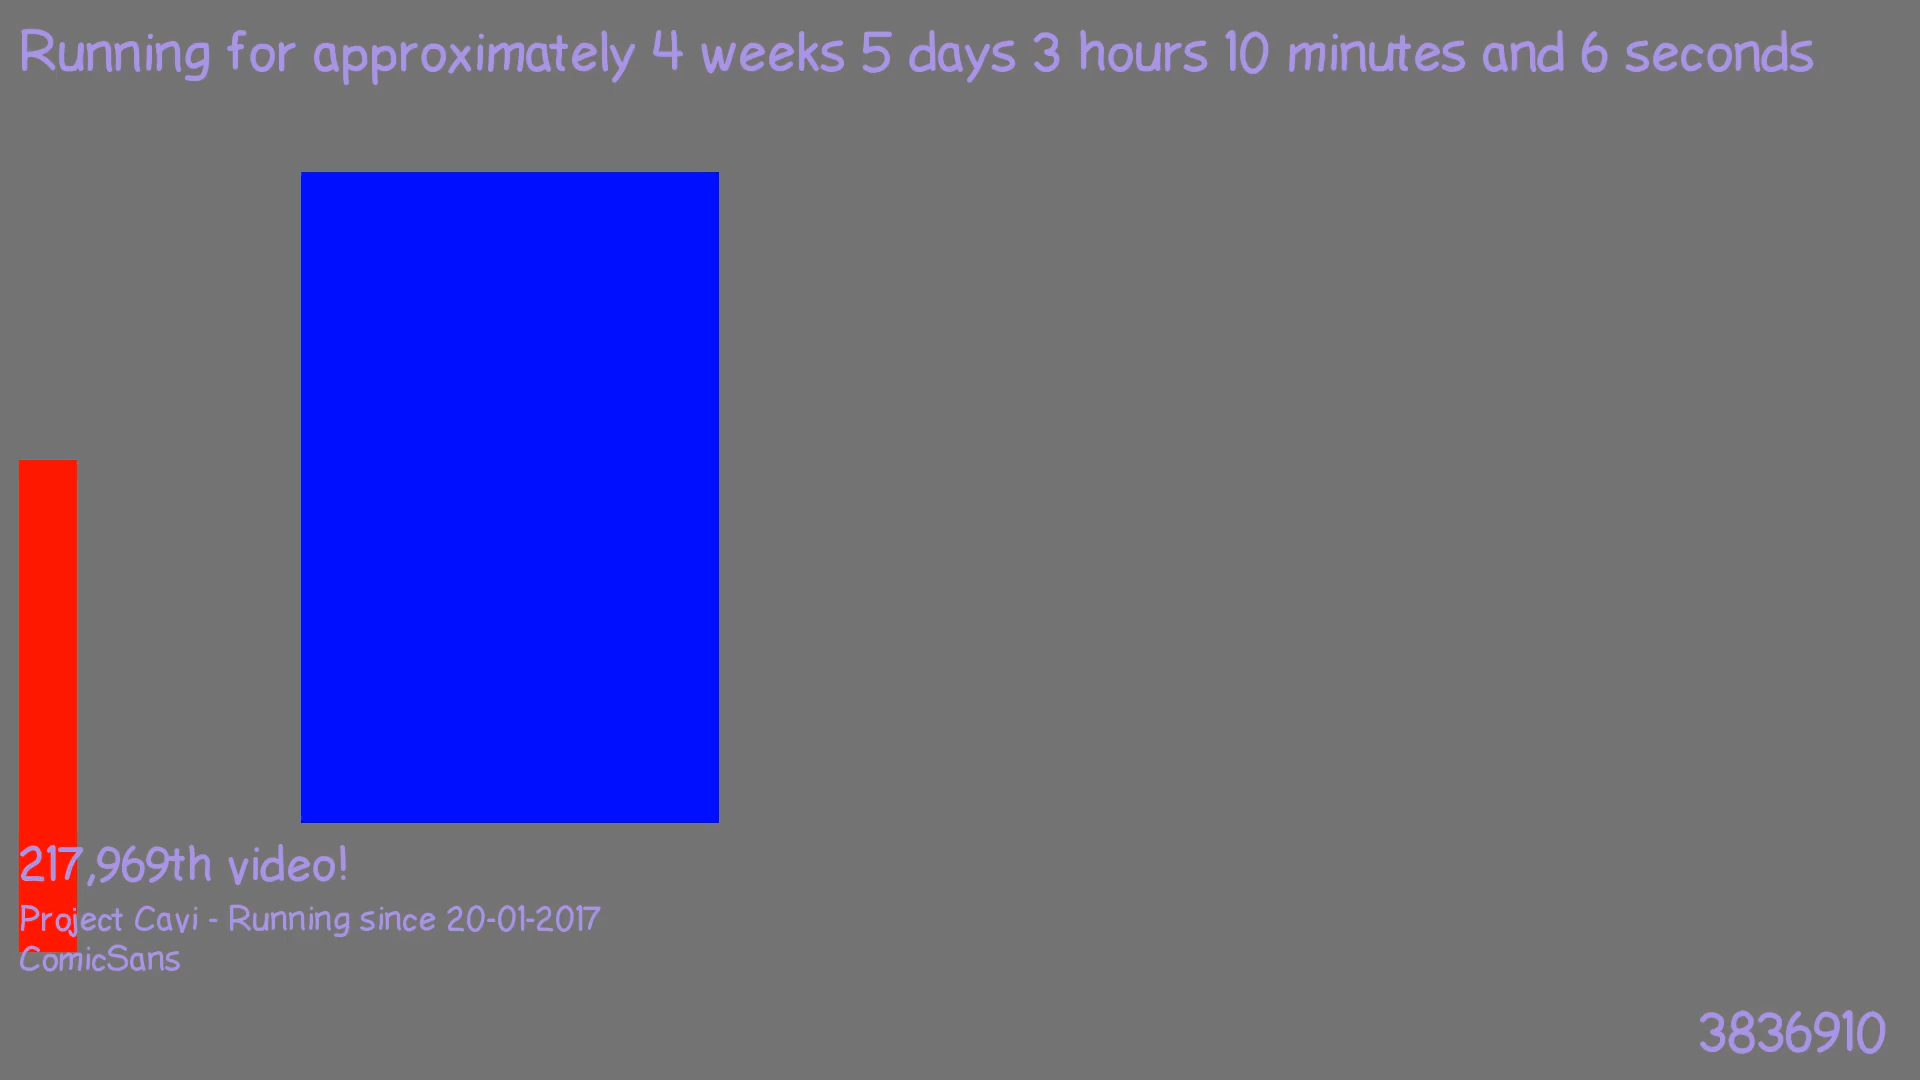 Running for approximately 4 weeks 5 days 3 hours 10 minutes and 6 seconds
217,969th video!
Project Cavi - Running since 20-01-2017
ComicSans
3836910